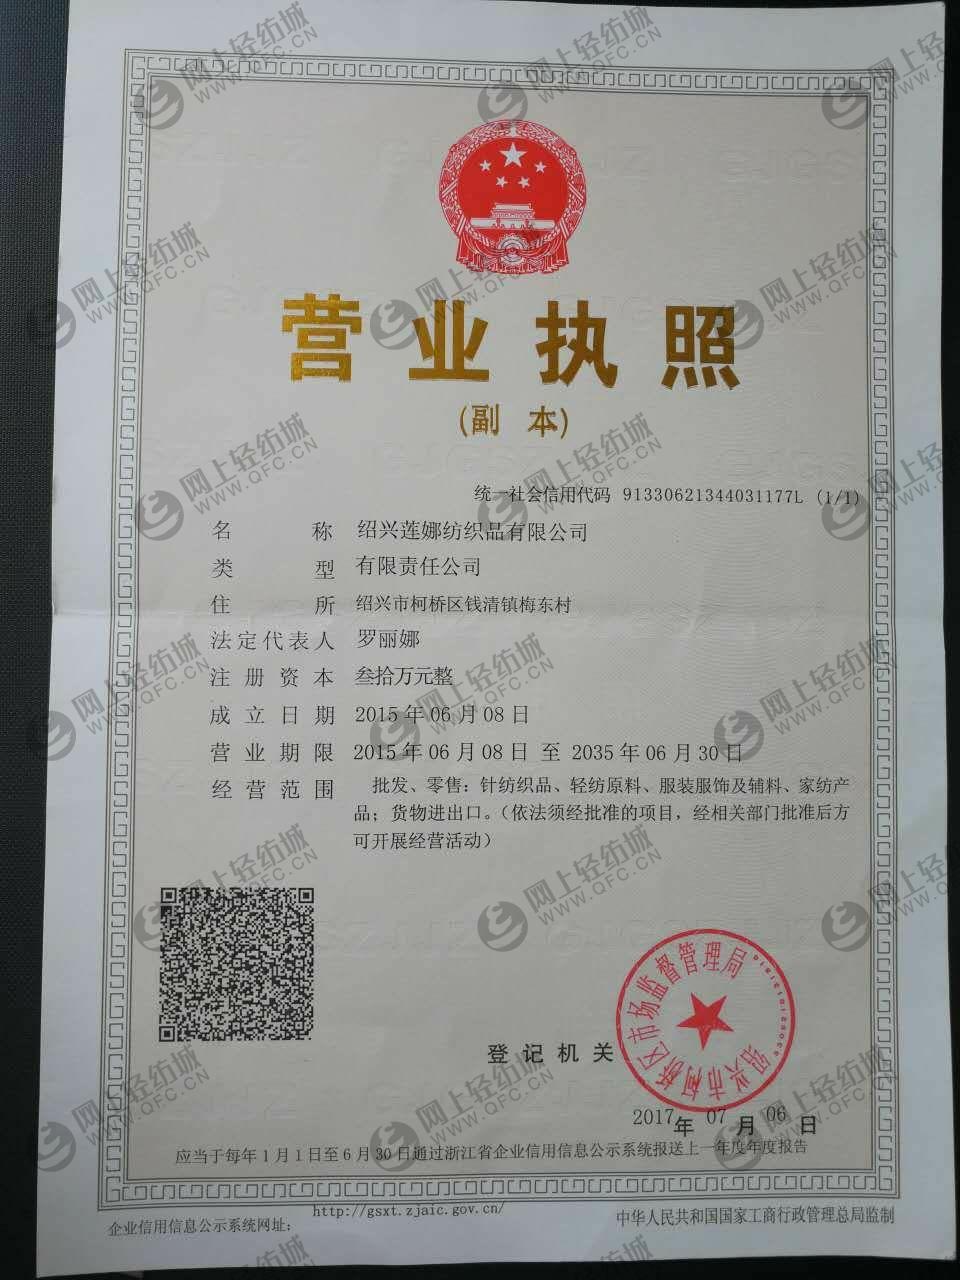 营业执照
(副 本)
统一社会信用代码 91330621344031177L (1/1)
名 称 绍兴莲娜纺织品有限公司
类 型 有限责任公司
住 所 绍兴市柯桥区钱清镇梅东村
法定代表人 罗丽娜
注册资本 叁拾万元整
成立日期 2015年06月08日
营业期限 2015年06月08日 至 2035年06月30日
经营范围 批发、零售：针纺织品、轻纺原料、服装服饰及辅料、家纺产
品；货物进出口。（依法须经批准的项目，经相关部门批准后方
可开展经营活动）
绍兴市柯桥区市场监督管理局
登记机关
2017年 07月 06日
应当于每年1月1日至6月30日通过浙江省企业信用信息公示系统报送上一年度年度报告
企业信用信息公示系统网址： http://gsxt.zjaic.gov.cn/
中华人民共和国国家工商行政管理总局监制
网上轻纺城
WWW.QFC.CN